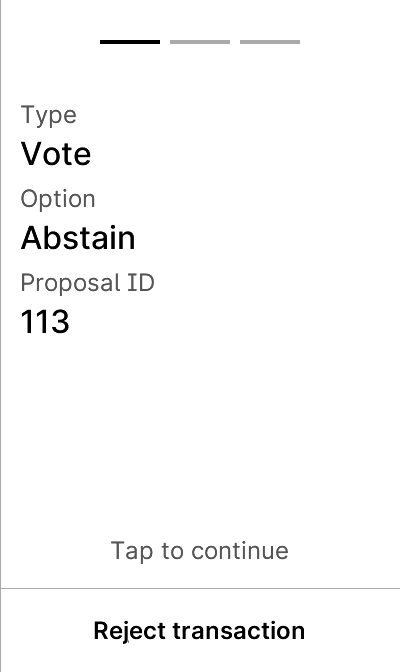 Type
Vote
Option
Abstain
Proposal ID
113
Tap to continue
Reject transaction